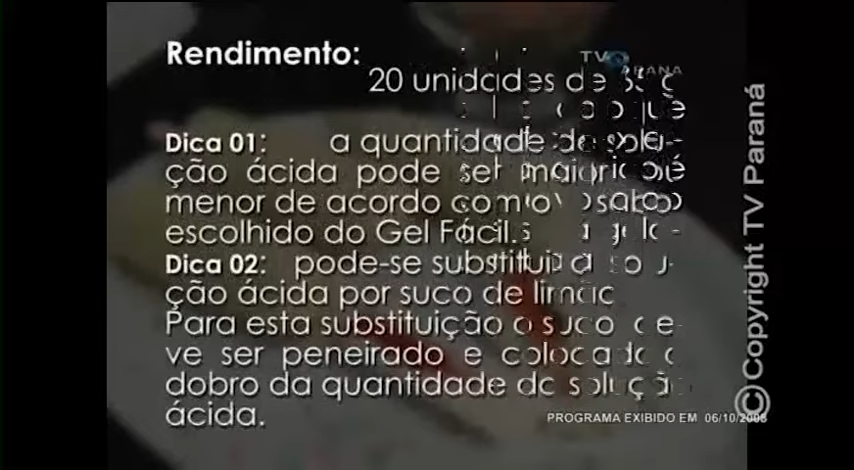 Rendimento:
TV PARANÁ
20 unidades de
Dica 01: a quantidade de solu-
ção ácida pode ser maior ou
menor de acordo com o sabor
escolhido do Gel Fácil.
Dica 02: pode-se substituir a solu-
ção ácida por suco de limão
Para esta substituição o suco de-
ve ser peneirado e colocado o
dobro da quantidade da solução
ácida.
PROGRAMA EXIBIDO EM 06/10/2008
©Copyright TV Paraná